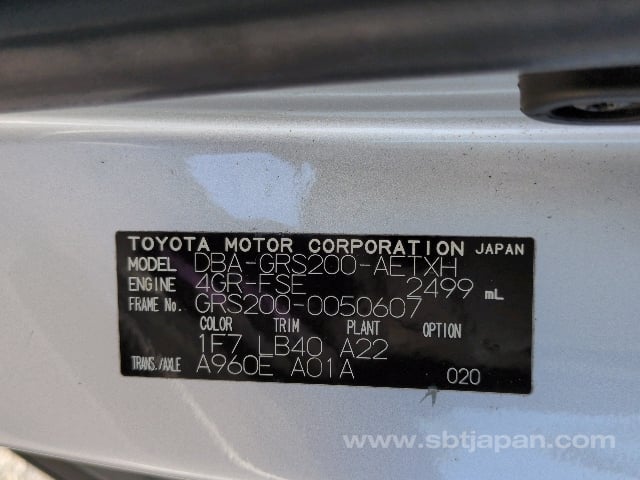 TOYOTA MOTOR CORPORATION JAPAN
MODEL DBA-GRS200-AETXH
ENGINE 4GR-FSE 2499 mL
FRAME No. GRS200-0050607
COLOR TRIM PLANT OPTION
1F7 LB40 A22
TRANS./AXLE A960E A01A 020
www.sbtjapan.com